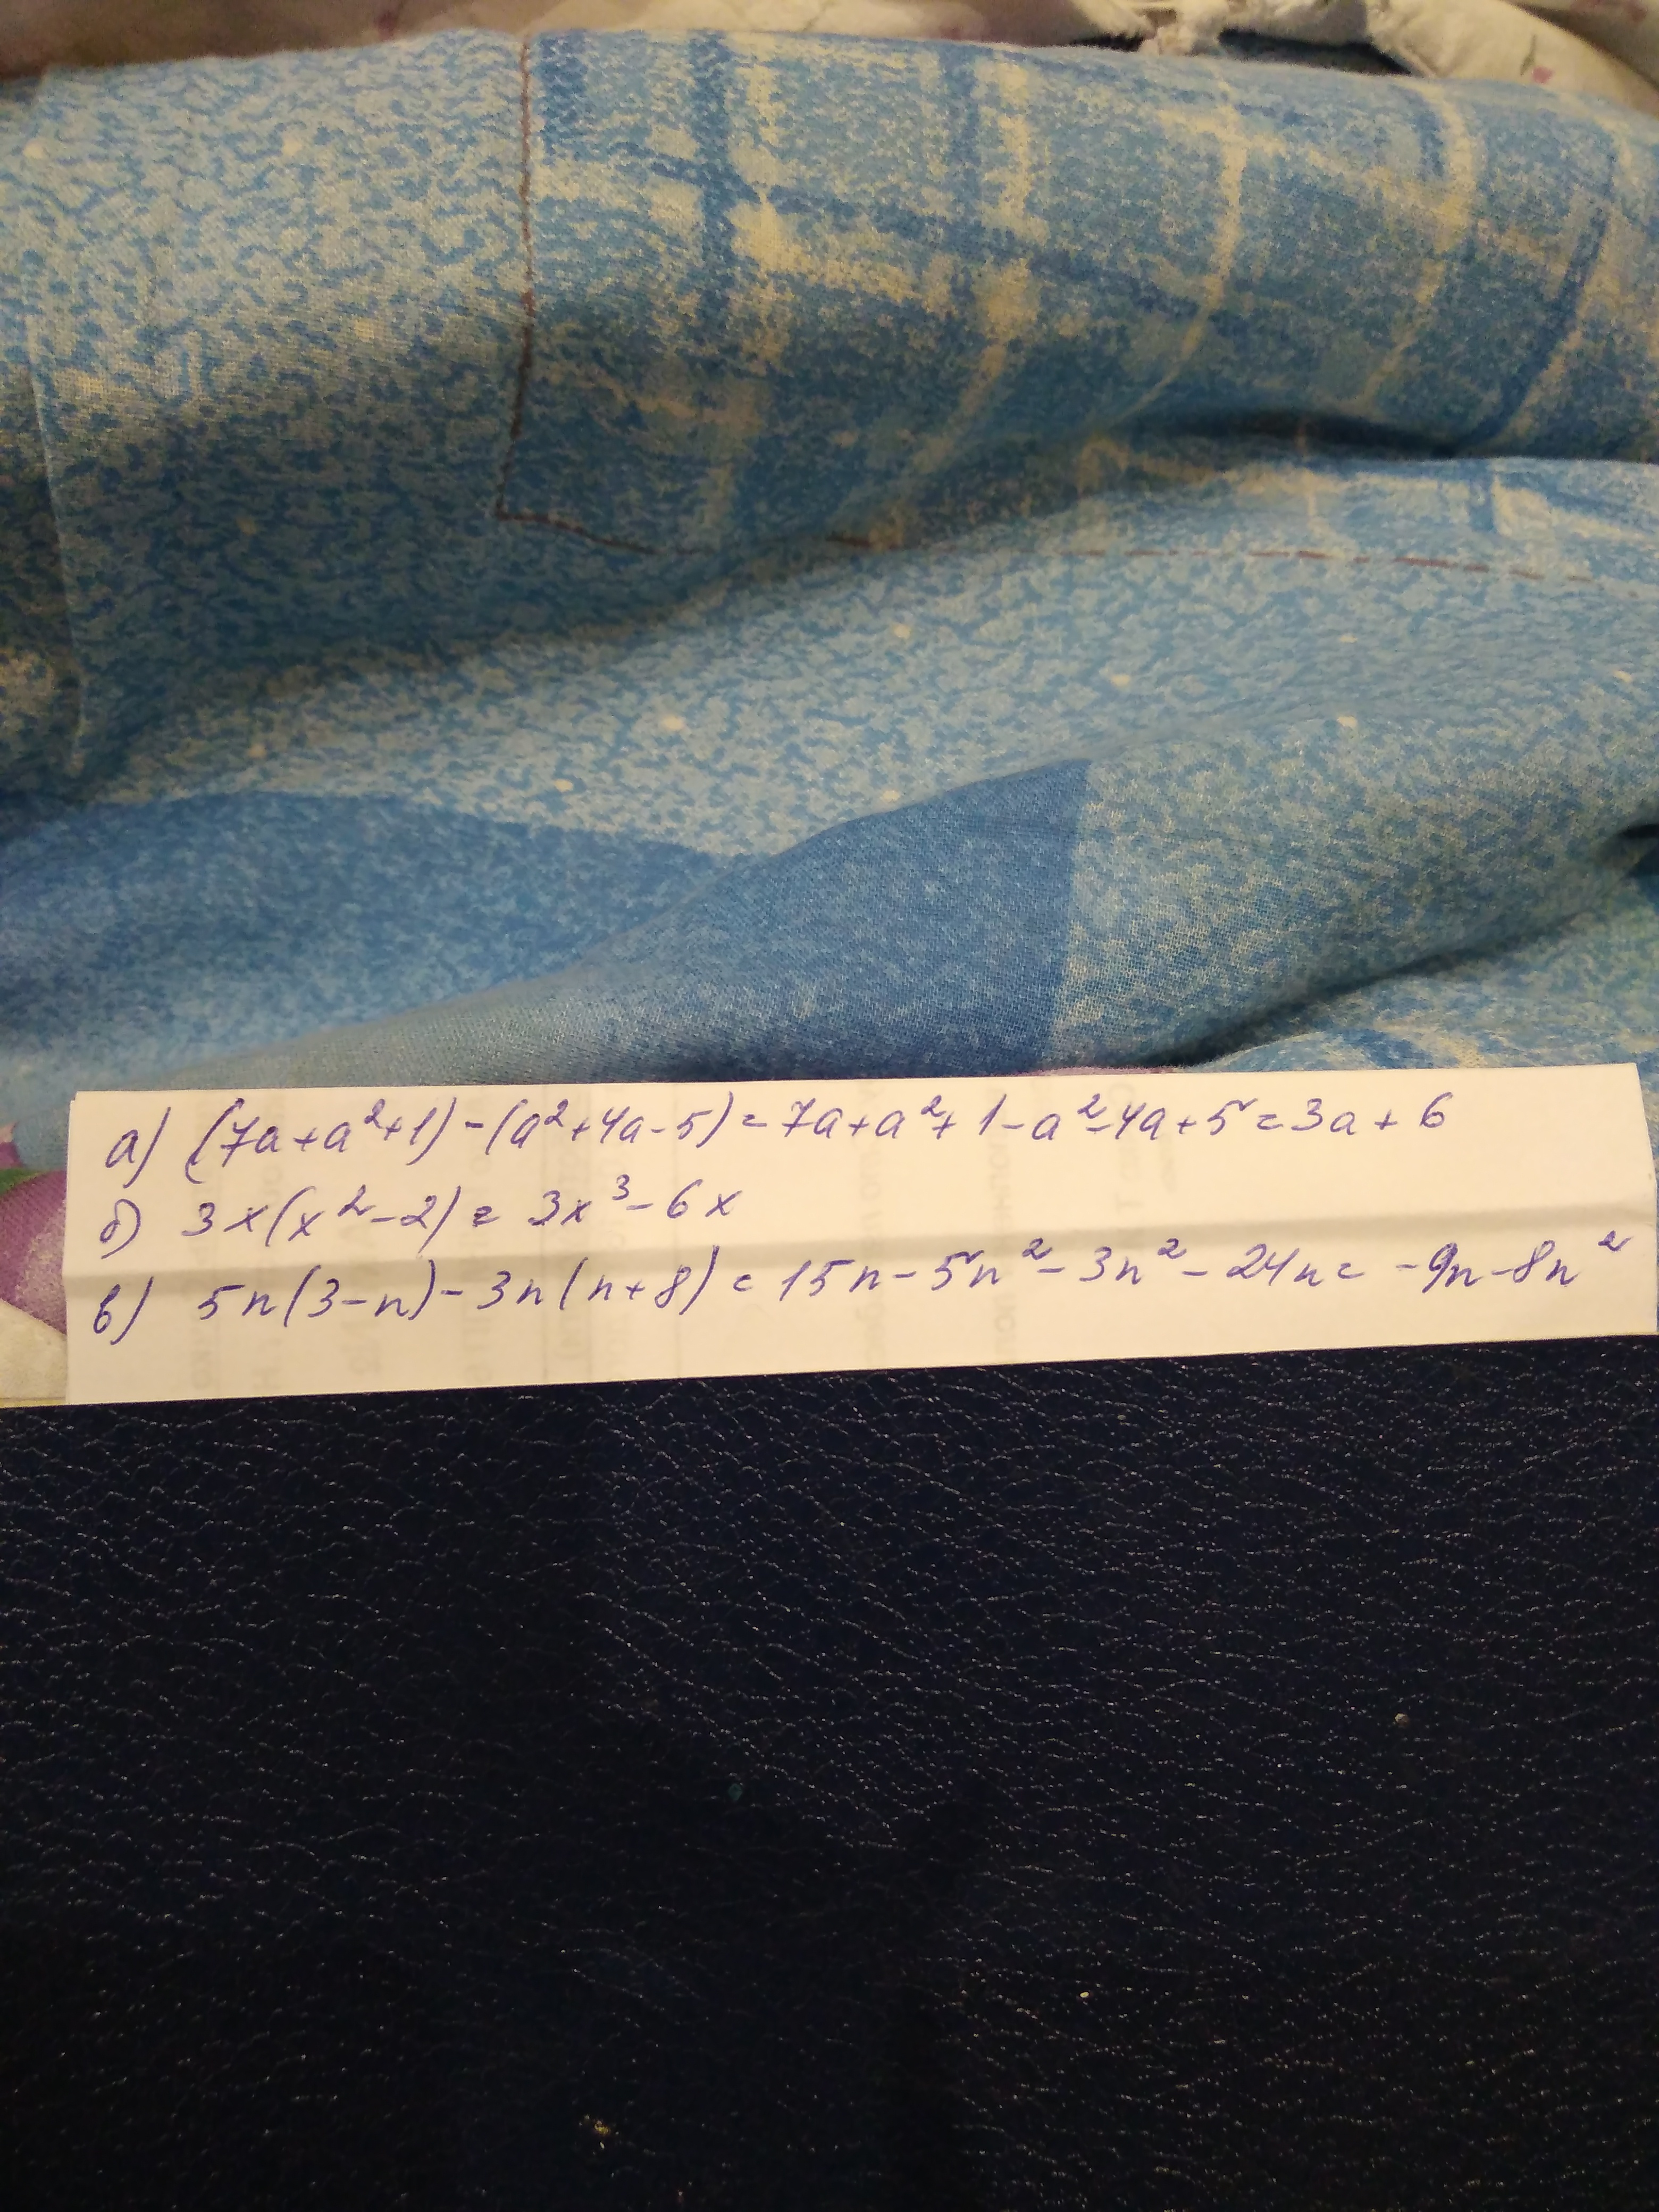 а) (7a+a²+1)-(a²+4a-5)=7a+a²+1-a²-4a+5=3a+6
б) 3x(x²-2)=3x³-6x
в) 5n(3-n)-3n(n+8)=15n-5n²-3n²-24n=-9n-8n²